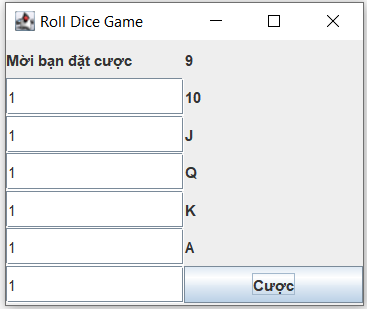 Roll Dice Game
Mời bạn đặt cược 9
1 10
1 J
1 Q
1 K
1 A
1 Cược